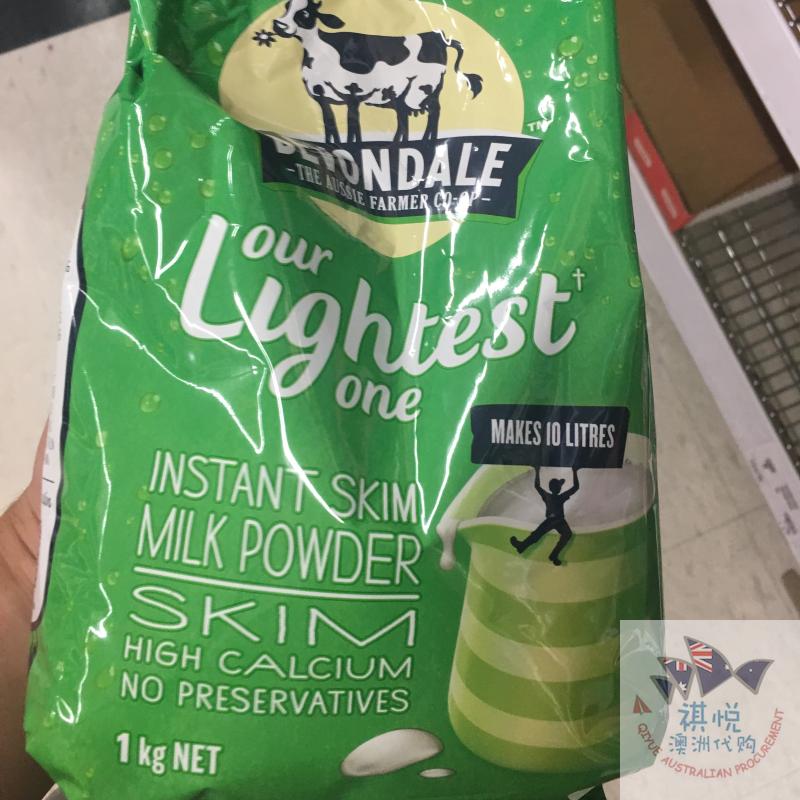 DEVONDALE
TM
-THE AUSSIE FARMER CO-OP-
our
Lightest†
one
MAKES 10 LITRES
INSTANT SKIM
MILK POWDER
SKIM
HIGH CALCIUM
NO PRESERVATIVES
1 kg NET
祺悦
澳洲代购
QIYUE AUSTRALIAN PROCUREMENT